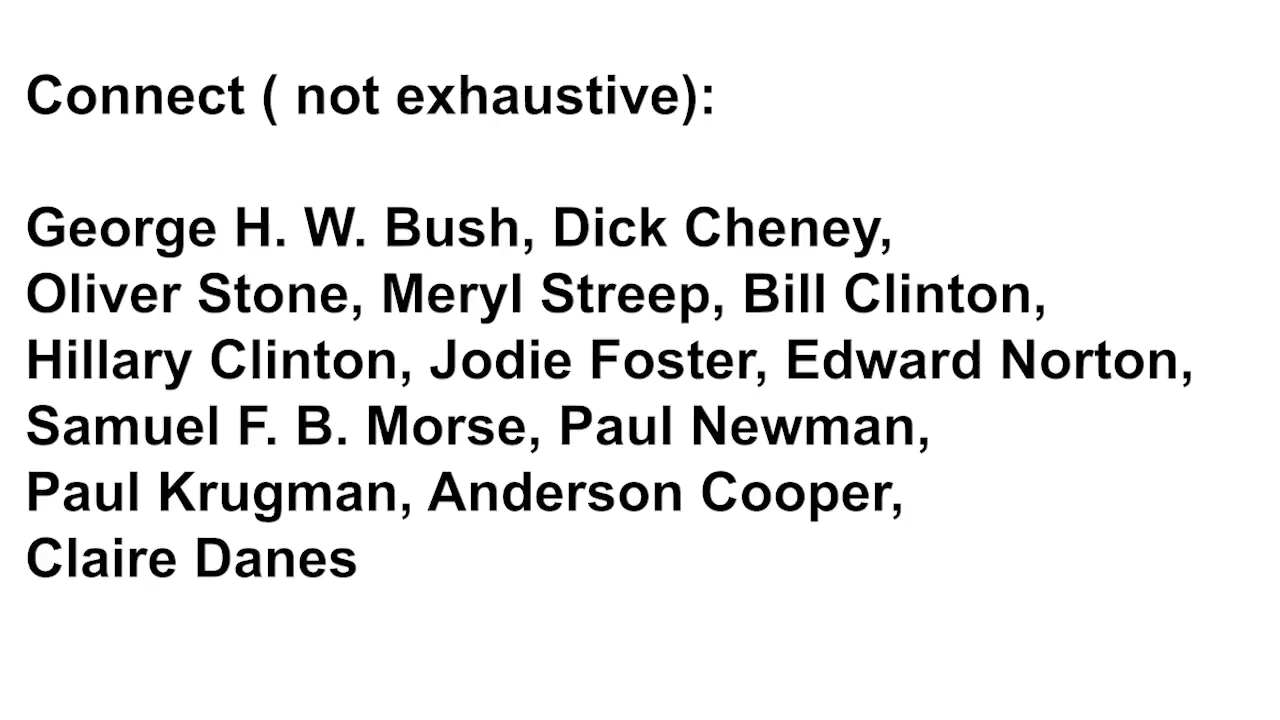 Connect ( not exhaustive):
George H. W. Bush, Dick Cheney,
Oliver Stone, Meryl Streep, Bill Clinton,
Hillary Clinton, Jodie Foster, Edward Norton,
Samuel F. B. Morse, Paul Newman,
Paul Krugman, Anderson Cooper,
Claire Danes